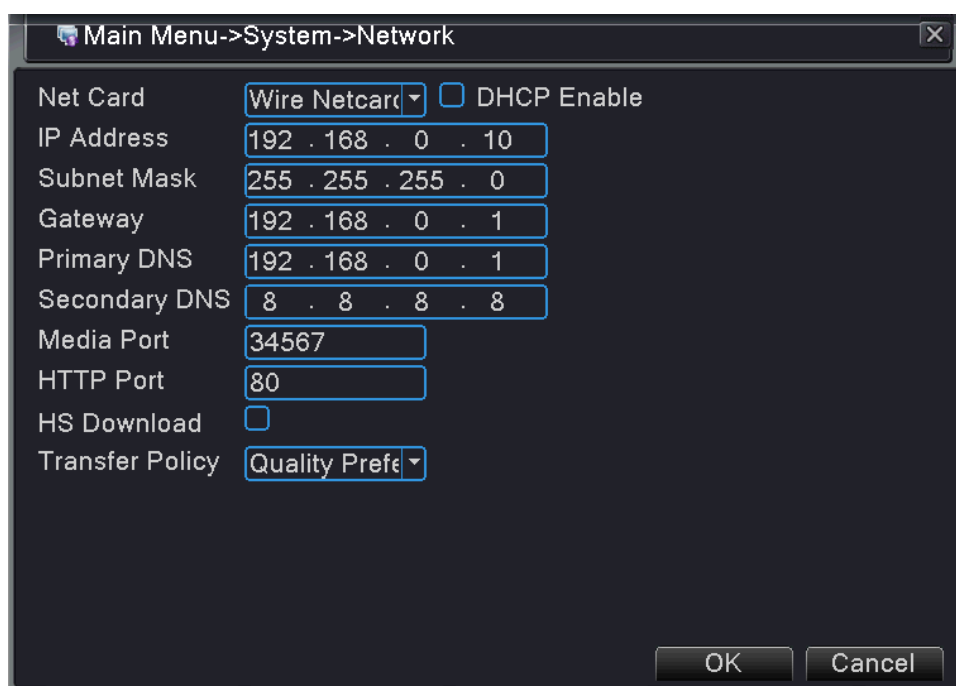 Main Menu->System->Network
Net Card Wire Netcar DHCP Enable
IP Address 192 . 168 . 0 . 10
Subnet Mask 255 . 255 . 255 . 0
Gateway 192 . 168 . 0 . 1
Primary DNS 192 . 168 . 0 . 1
Secondary DNS 8 . 8 . 8 . 8
Media Port 34567
HTTP Port 80
HS Download
Transfer Policy Quality Prefe
OK Cancel